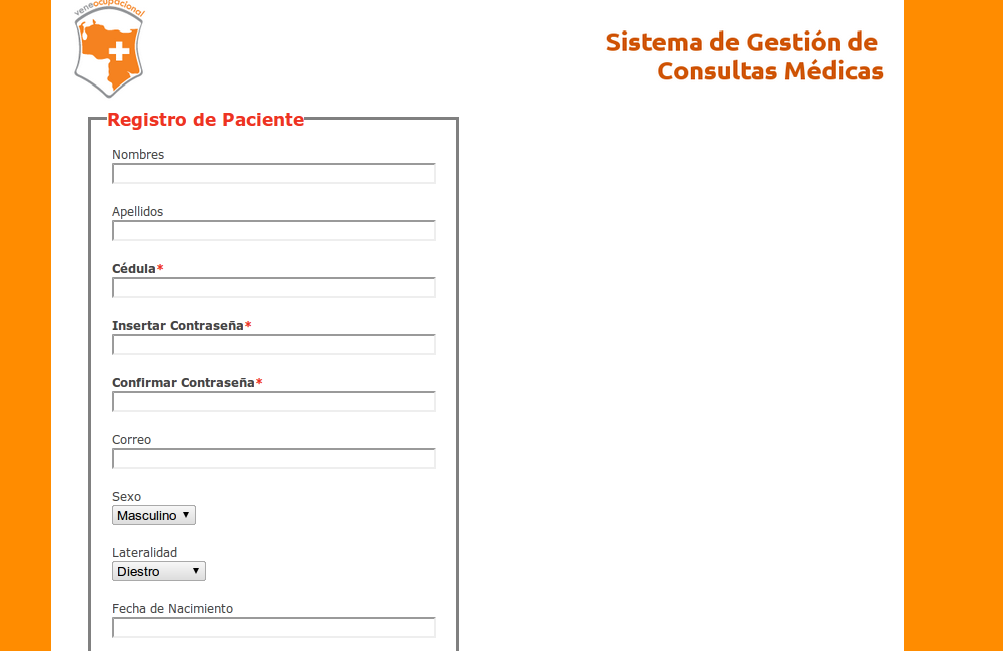 veneocupacional
Sistema de Gestión de
Consultas Médicas
Registro de Paciente
Nombres
Apellidos
Cédula*
Insertar Contraseña*
Confirmar Contraseña*
Correo
Sexo
Masculino
Lateralidad
Diestro
Fecha de Nacimiento